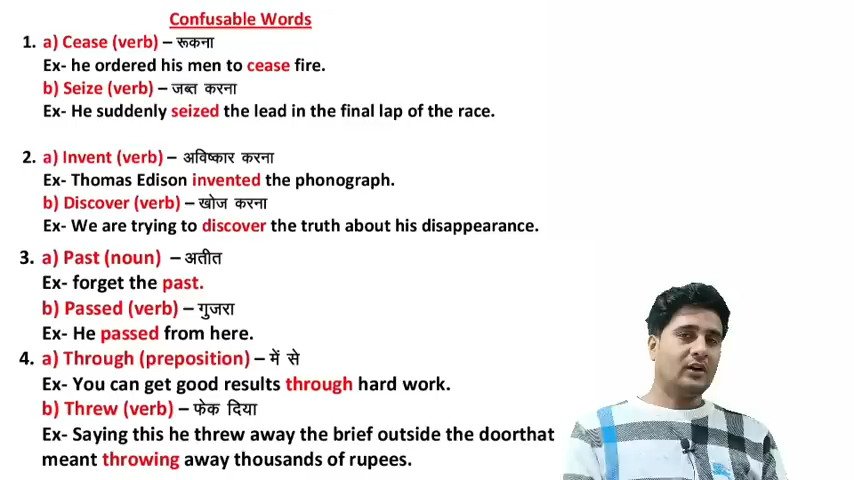 Confusable Words
1. a) Cease (verb) – रूकना
Ex- he ordered his men to cease fire.
b) Seize (verb) – जब्त करना
Ex- He suddenly seized the lead in the final lap of the race.
2. a) Invent (verb) – अविष्कार करना
Ex- Thomas Edison invented the phonograph.
b) Discover (verb) – खोज करना
Ex- We are trying to discover the truth about his disappearance.
3. a) Past (noun) – अतीत
Ex- forget the past.
b) Passed (verb) – गुजरा
Ex- He passed from here.
4. a) Through (preposition) – में से
Ex- You can get good results through hard work.
b) Threw (verb) – फेक दिया
Ex- Saying this he threw away the brief outside the doorthat
meant throwing away thousands of rupees.